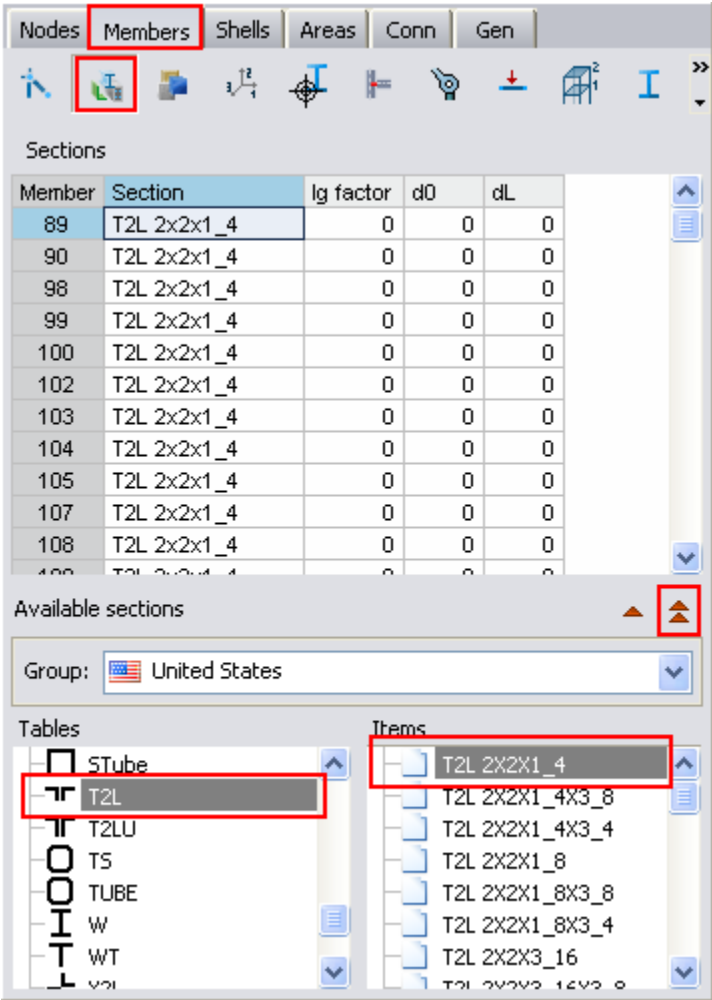 Nodes Members Shells Areas Conn Gen
Sections
Member Section Ig factor d0 dL
89 T2L 2x2x1_4 0 0 0
90 T2L 2x2x1_4 0 0 0
98 T2L 2x2x1_4 0 0 0
99 T2L 2x2x1_4 0 0 0
100 T2L 2x2x1_4 0 0 0
102 T2L 2x2x1_4 0 0 0
103 T2L 2x2x1_4 0 0 0
104 T2L 2x2x1_4 0 0 0
105 T2L 2x2x1_4 0 0 0
107 T2L 2x2x1_4 0 0 0
108 T2L 2x2x1_4 0 0 0
Available sections
Group: United States
Tables Items
STube T2L 2X2X1_4
T2L T2L 2X2X1_4X3_8
T2LU T2L 2X2X1_4X3_4
TS T2L 2X2X1_8
TUBE T2L 2X2X1_8X3_8
W T2L 2X2X1_8X3_4
WT T2L 2X2X3_16